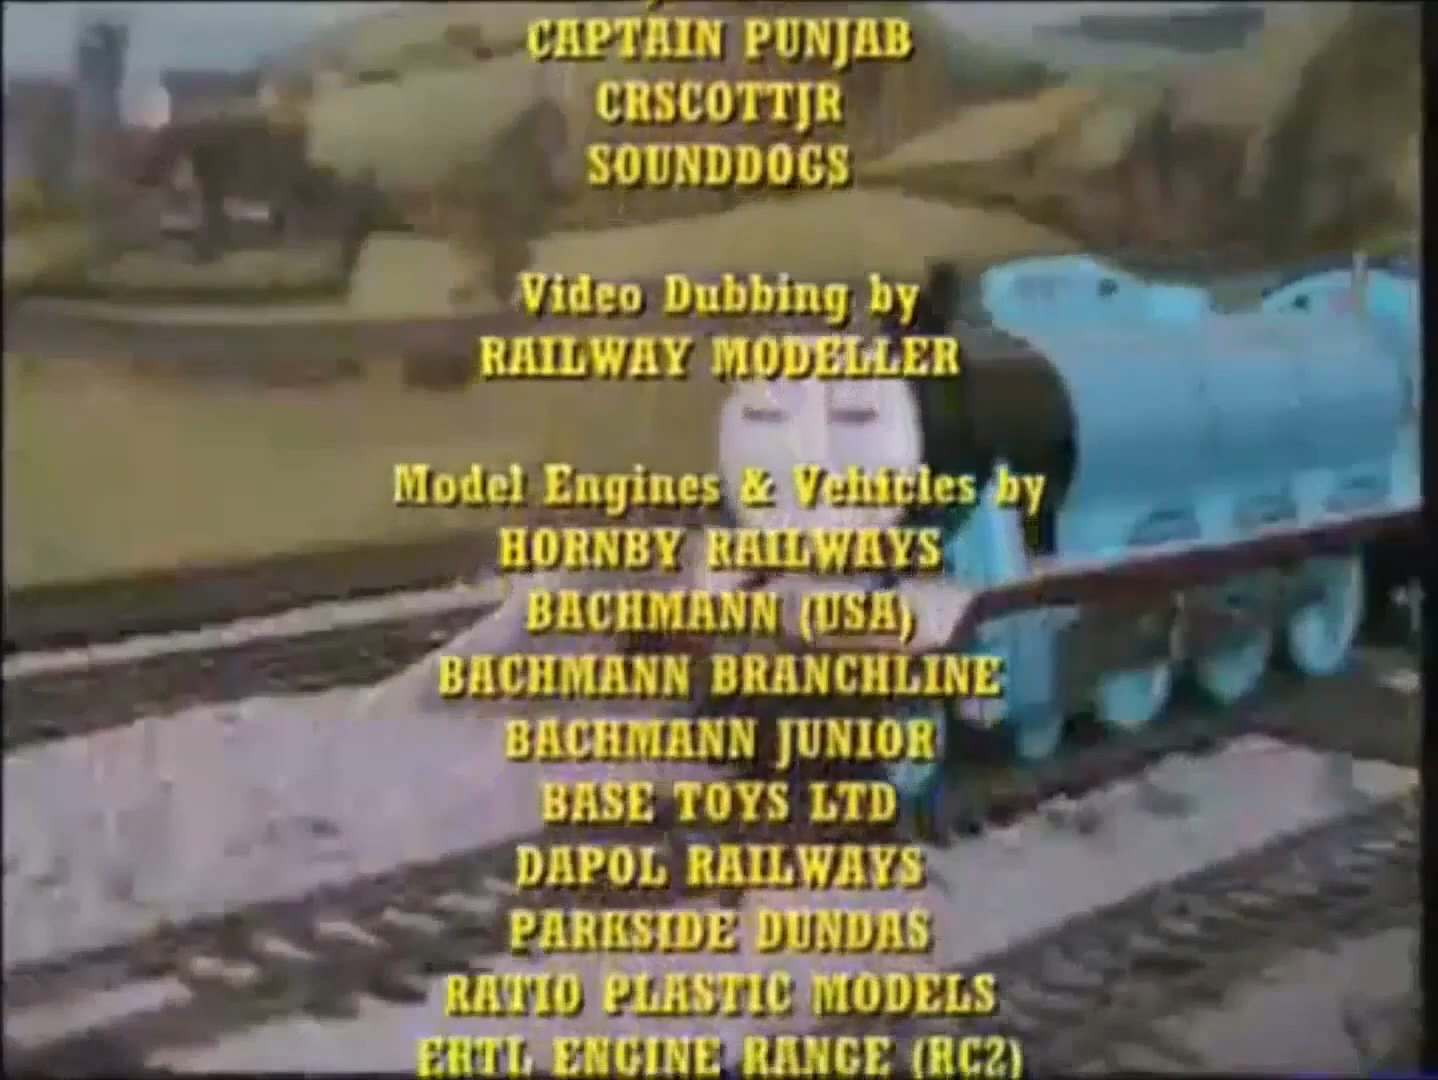 CAPTAIN PUNJAB
CRSCOTTJR
SOUNDDOGS
Video Dubbing by
RAILWAY MODELLER
Model Engines & Vehicles by
HORNBY RAILWAYS
BACHMANN (USA)
BACHMANN BRANCHLINE
BACHMANN JUNIOR
BASE TOYS LTD
DAPOL RAILWAYS
PARKSIDE DUNDAS
RATIO PLASTIC MODELS
ERTL ENGINE RANGE (RC2)